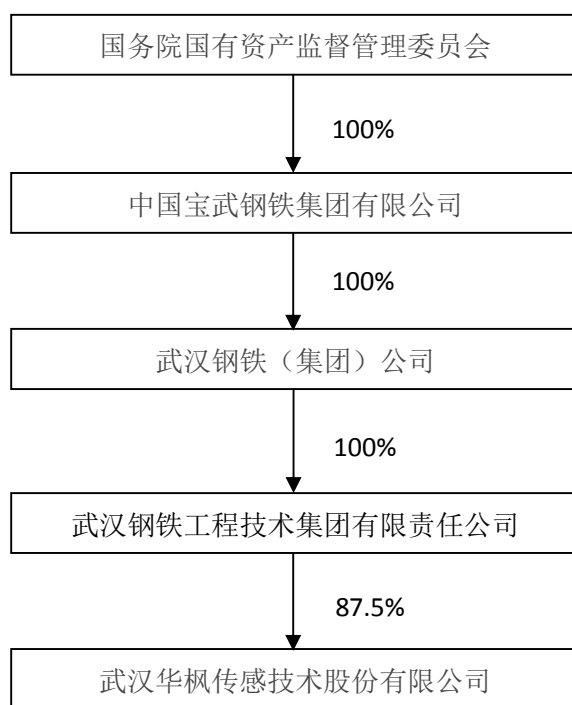 国务院国有资产监督管理委员会
100%
中国宝武钢铁集团有限公司
100%
武汉钢铁（集团）公司
100%
武汉钢铁工程技术集团有限责任公司
87.5%
武汉华枫传感技术股份有限公司